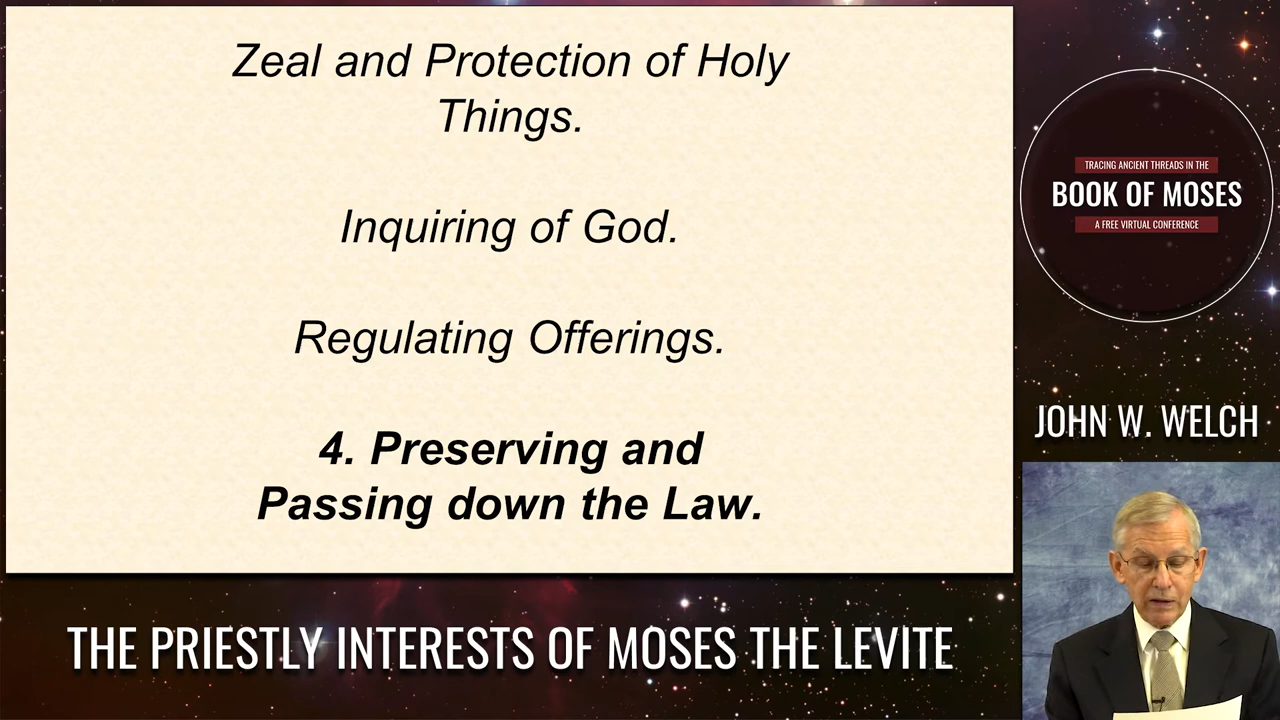 Zeal and Protection of Holy
Things.
Inquiring of God.
Regulating Offerings.
4. Preserving and
Passing down the Law.
TRACING ANCIENT THREADS IN THE
BOOK OF MOSES
A FREE VIRTUAL CONFERENCE
JOHN W. WELCH
THE PRIESTLY INTERESTS OF MOSES THE LEVITE